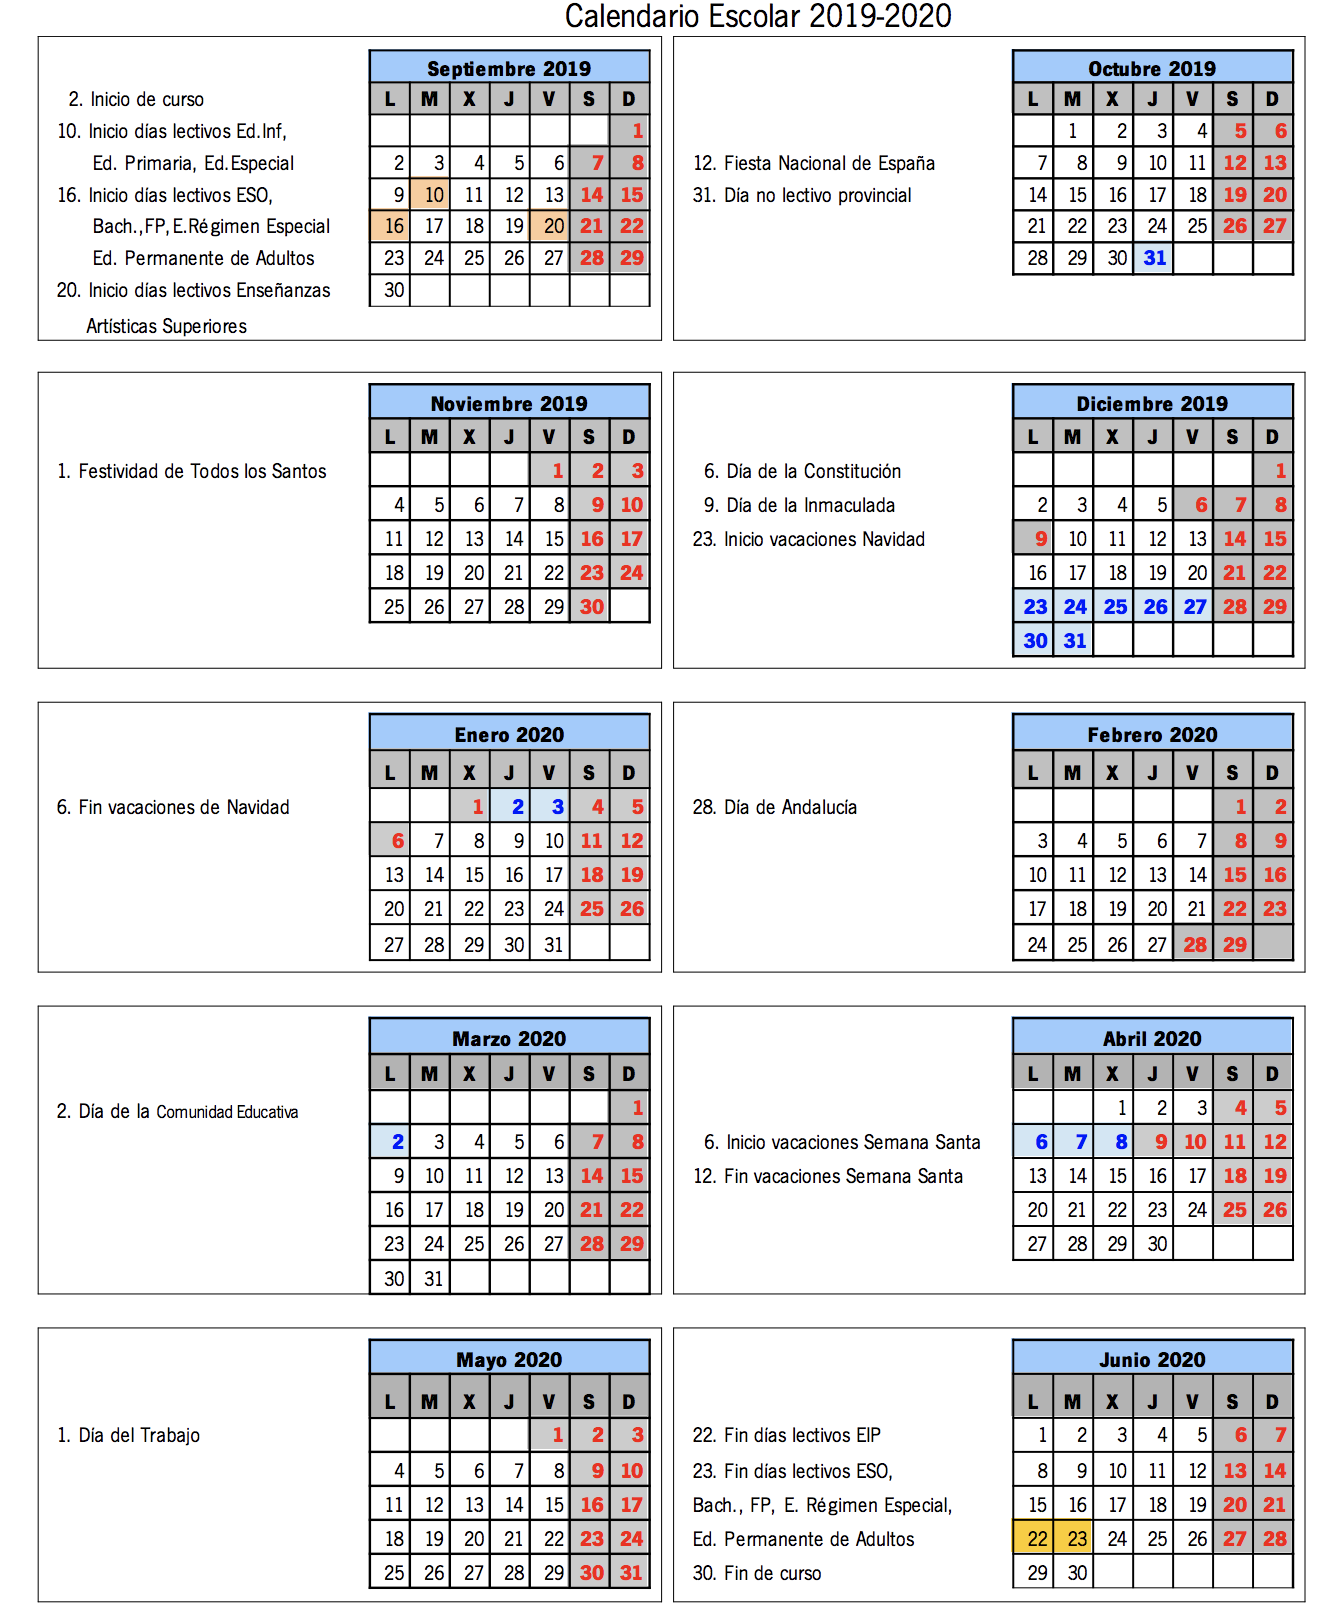 Calendario Escolar 2019-2020
2. Inicio de curso
10. Inicio días lectivos Ed.Inf,
Ed. Primaria, Ed.Especial
16. Inicio días lectivos ESO,
Bach.,FP,E.Régimen Especial
Ed. Permanente de Adultos
20. Inicio días lectivos Enseñanzas
Artísticas Superiores
Septiembre 2019
L M X J V S D
1
2 3 4 5 6 7 8
9 10 11 12 13 14 15
16 17 18 19 20 21 22
23 24 25 26 27 28 29
30
12. Fiesta Nacional de España
31. Día no lectivo provincial
Octubre 2019
L M X J V S D
1 2 3 4 5 6
7 8 9 10 11 12 13
14 15 16 17 18 19 20
21 22 23 24 25 26 27
28 29 30 31
1. Festividad de Todos los Santos
Noviembre 2019
L M X J V S D
1 2 3
4 5 6 7 8 9 10
11 12 13 14 15 16 17
18 19 20 21 22 23 24
25 26 27 28 29 30
6. Día de la Constitución
9. Día de la Inmaculada
23. Inicio vacaciones Navidad
Diciembre 2019
L M X J V S D
1
2 3 4 5 6 7 8
9 10 11 12 13 14 15
16 17 18 19 20 21 22
23 24 25 26 27 28 29
30 31
6. Fin vacaciones de Navidad
Enero 2020
L M X J V S D
1 2 3 4 5
6 7 8 9 10 11 12
13 14 15 16 17 18 19
20 21 22 23 24 25 26
27 28 29 30 31
28. Día de Andalucía
Febrero 2020
L M X J V S D
1 2
3 4 5 6 7 8 9
10 11 12 13 14 15 16
17 18 19 20 21 22 23
24 25 26 27 28 29
2. Día de la Comunidad Educativa
Marzo 2020
L M X J V S D
1
2 3 4 5 6 7 8
9 10 11 12 13 14 15
16 17 18 19 20 21 22
23 24 25 26 27 28 29
30 31
6. Inicio vacaciones Semana Santa
12. Fin vacaciones Semana Santa
Abril 2020
L M X J V S D
1 2 3 4 5
6 7 8 9 10 11 12
13 14 15 16 17 18 19
20 21 22 23 24 25 26
27 28 29 30
1. Día del Trabajo
Mayo 2020
L M X J V S D
1 2 3
4 5 6 7 8 9 10
11 12 13 14 15 16 17
18 19 20 21 22 23 24
25 26 27 28 29 30 31
22. Fin días lectivos EIP
23. Fin días lectivos ESO,
Bach., FP, E. Régimen Especial,
Ed. Permanente de Adultos
30. Fin de curso
Junio 2020
L M X J V S D
1 2 3 4 5 6 7
8 9 10 11 12 13 14
15 16 17 18 19 20 21
22 23 24 25 26 27 28
29 30